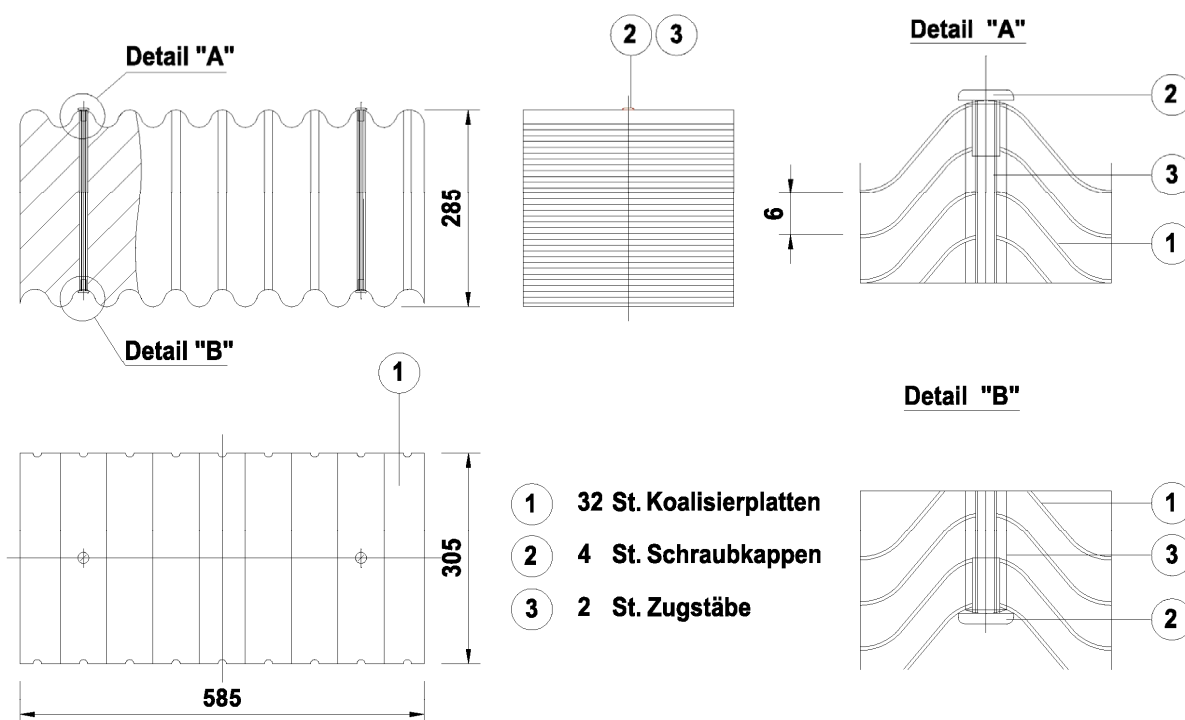 Detail "A"
285
Detail "B"
2 3
Detail "A"
2
3
1
6
1
305
585
1 32 St. Koalisierplatten
2 4 St. Schraubkappen
3 2 St. Zugstäbe
Detail "B"
1
3
2